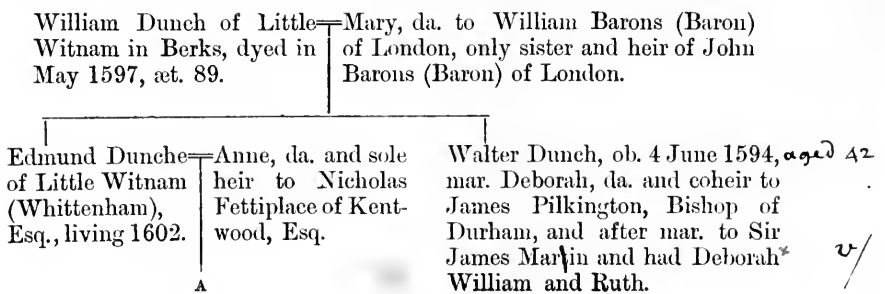 William Dunch of Little
Witnam in Berks, dyed in
May 1597, æt. 89.
Mary, da. to William Barons (Baron)
of London, only sister and heir of John
Barons (Baron) of London.
Edmund Dunche
of Little Witnam
(Whittenham),
Esq., living 1602.
Anne, da. and sole
heir to Nicholas
Fettiplace of Kent-
wood, Esq.
A
Walter Dunch, ob. 4 June 1594, aged 42
mar. Deborah, da. and coheir to
James Pilkington, Bishop of
Durham, and after mar. to Sir
James Martin and had Deborah x
William and Ruth.
v/